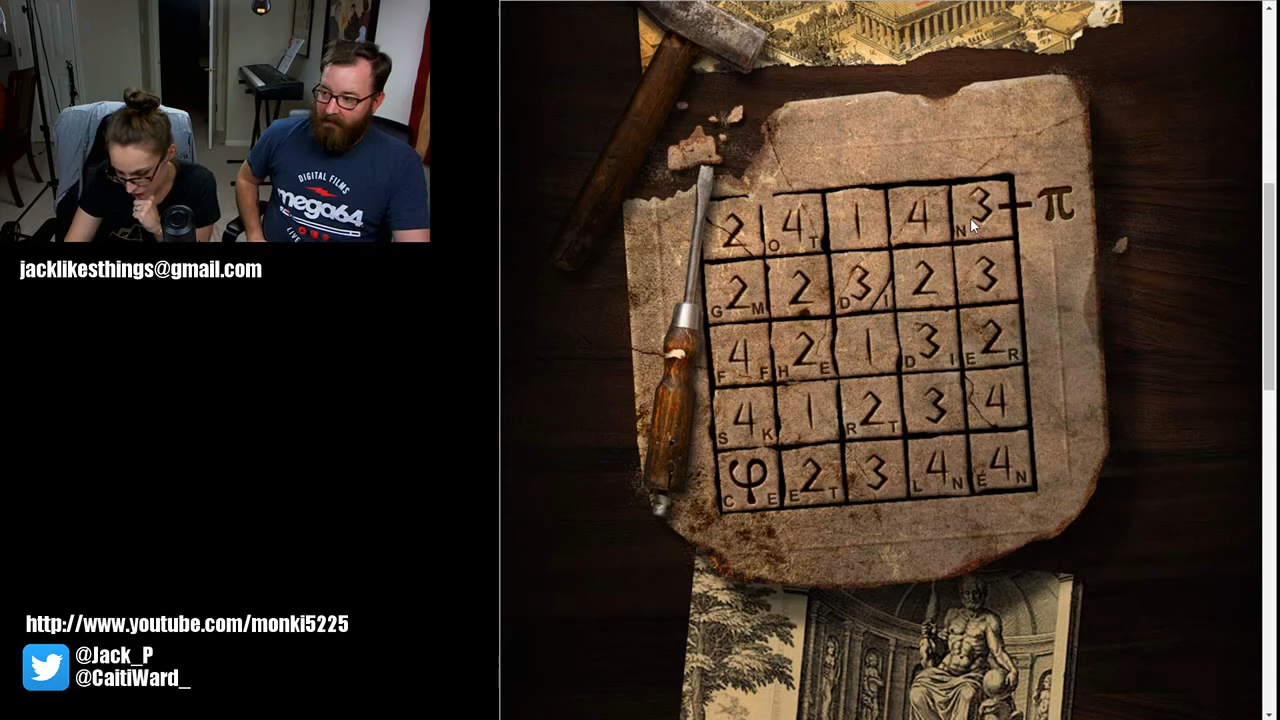 DIGITAL FILMS
mega64
LIVE
jacklikesthings@gmail.com
http://www.youtube.com/monki5225
@Jack_P
@CaitiWard_
2 4 1 4 3 π
O T N
2 2 3 2 3
G M D I
4 2 1 3 2
F F H E D I E R
4 1 2 3 4
S K R T
φ 2 3 4 4
C E E T L N E N